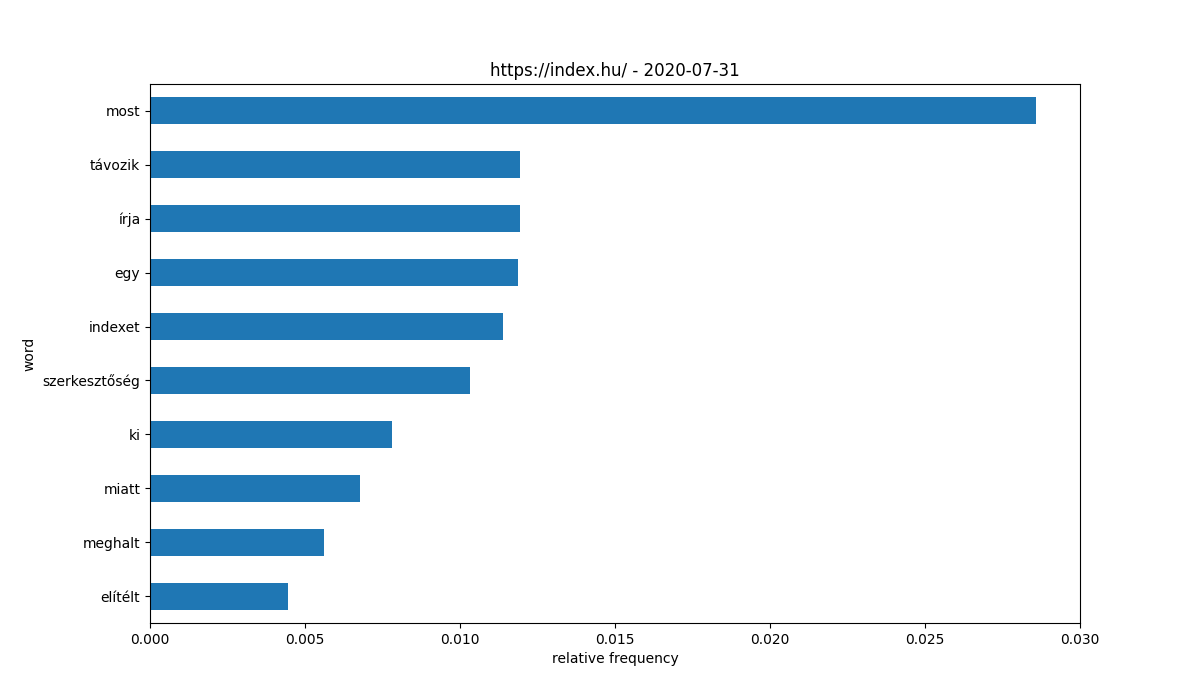 https://index.hu/ - 2020-07-31
most
távozik
írja
egy
indexet
szerkesztőség
ki
miatt
meghalt
elítélt
word
0.000 0.005 0.010 0.015 0.020 0.025 0.030
relative frequency